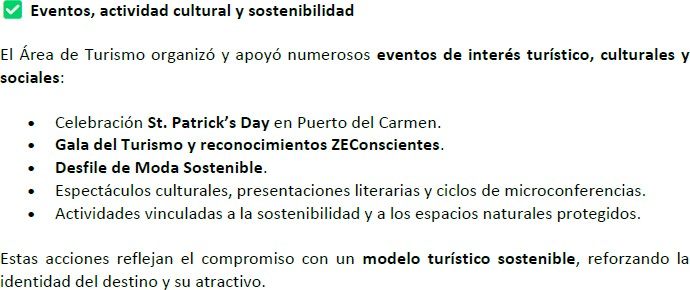 ✅ Eventos, actividad cultural y sostenibilidad
El Área de Turismo organizó y apoyó numerosos eventos de interés turístico, culturales y
sociales:
• Celebración St. Patrick’s Day en Puerto del Carmen.
• Gala del Turismo y reconocimientos ZEConscientes.
• Desfile de Moda Sostenible.
• Espectáculos culturales, presentaciones literarias y ciclos de microconferencias.
• Actividades vinculadas a la sostenibilidad y a los espacios naturales protegidos.
Estas acciones reflejan el compromiso con un modelo turístico sostenible, reforzando la
identidad del destino y su atractivo.